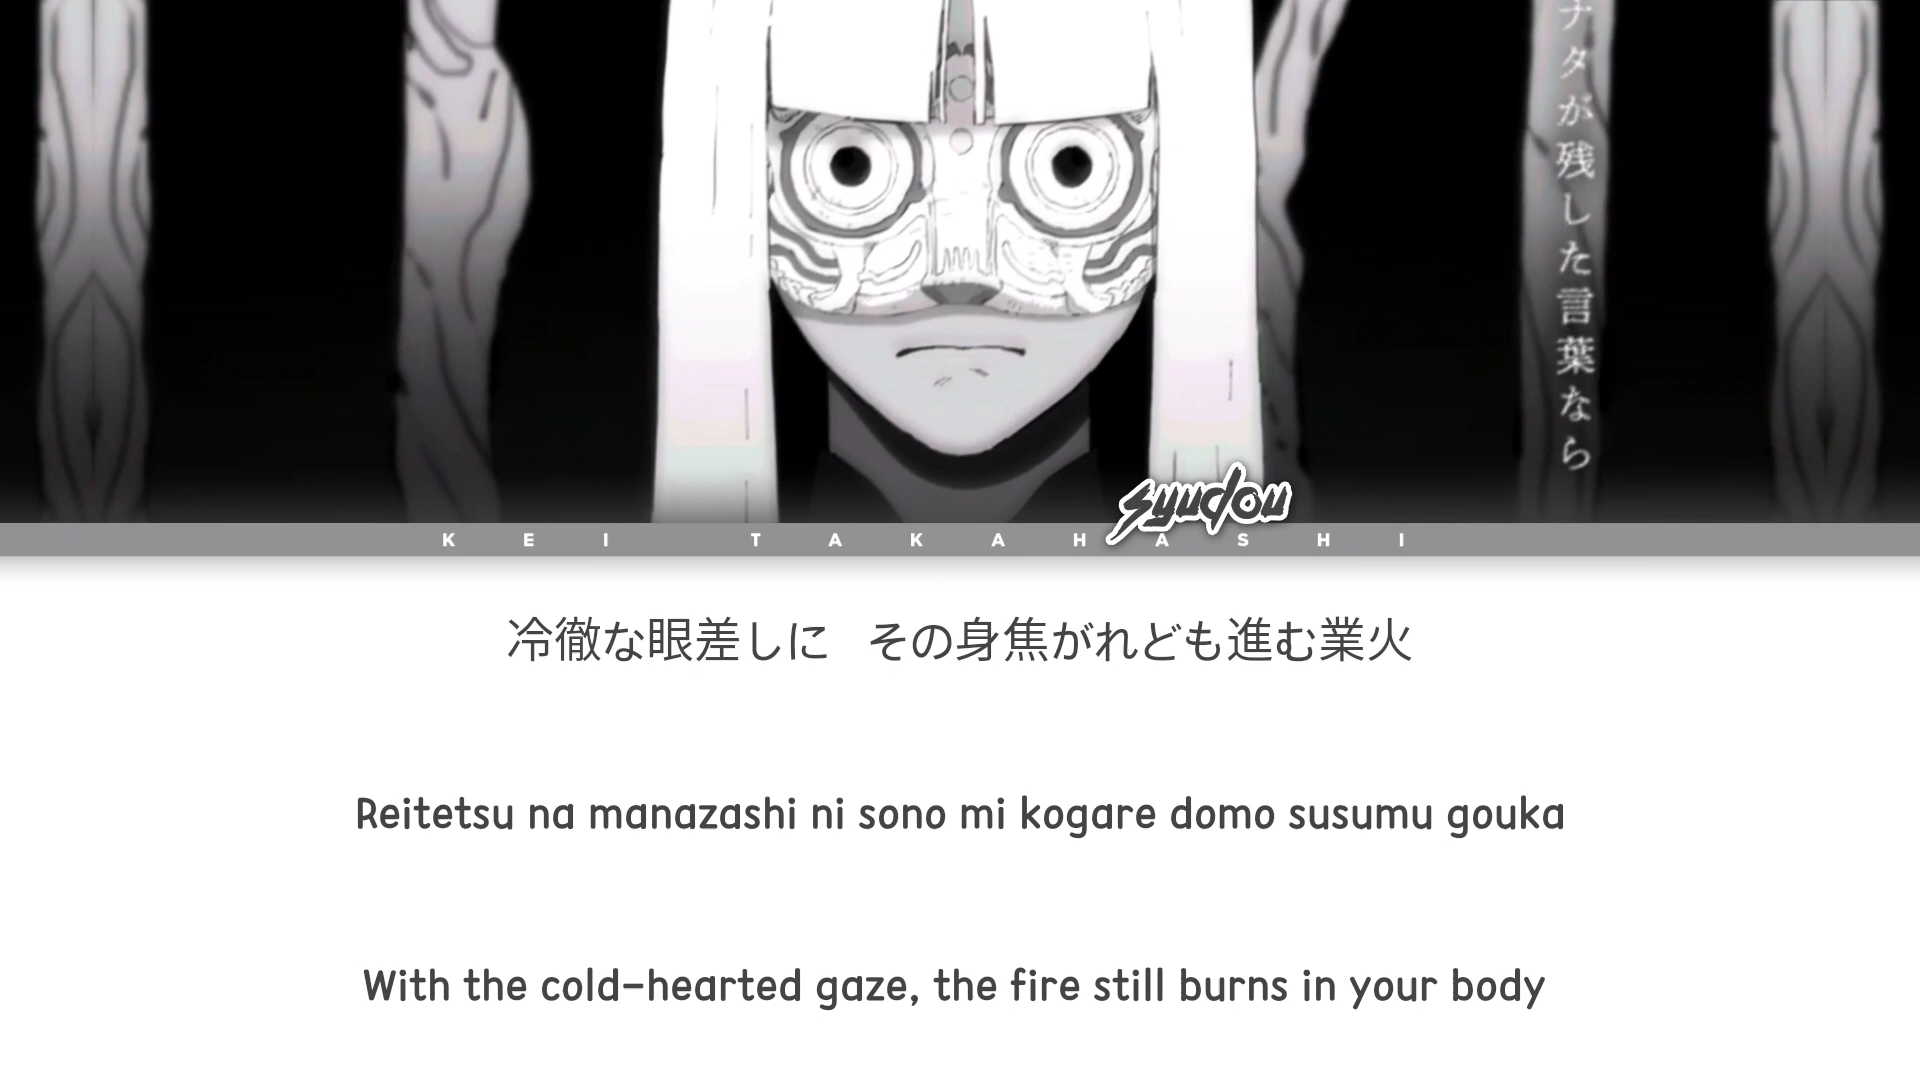 ナタが残した言葉なら
syudou
KEI TAKAHASHI
冷徹な眼差しに その身焦がれども進む業火
Reitetsu na manazashi ni sono mi kogare domo susumu gouka
With the cold-hearted gaze, the fire still burns in your body